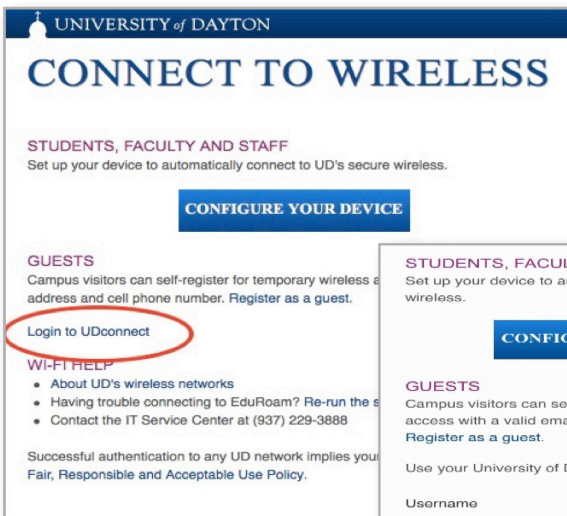 UNIVERSITY of DAYTON
CONNECT TO WIRELESS
STUDENTS, FACULTY AND STAFF
Set up your device to automatically connect to UD's secure wireless.
CONFIGURE YOUR DEVICE
GUESTS
Campus visitors can self-register for temporary wireless
address and cell phone number. Register as a guest.
Login to UDconnect
WI-FI HELP
• About UD's wireless networks
• Having trouble connecting to EduRoam? Re-run the
• Contact the IT Service Center at (937) 229-3888
Successful authentication to any UD network implies
Fair, Responsible and Acceptable Use Policy.
STUDENTS,
Set up your device to
wireless.
GUESTS
Campus visitors can
access with a valid
Register as a guest.
Use your University of
Username